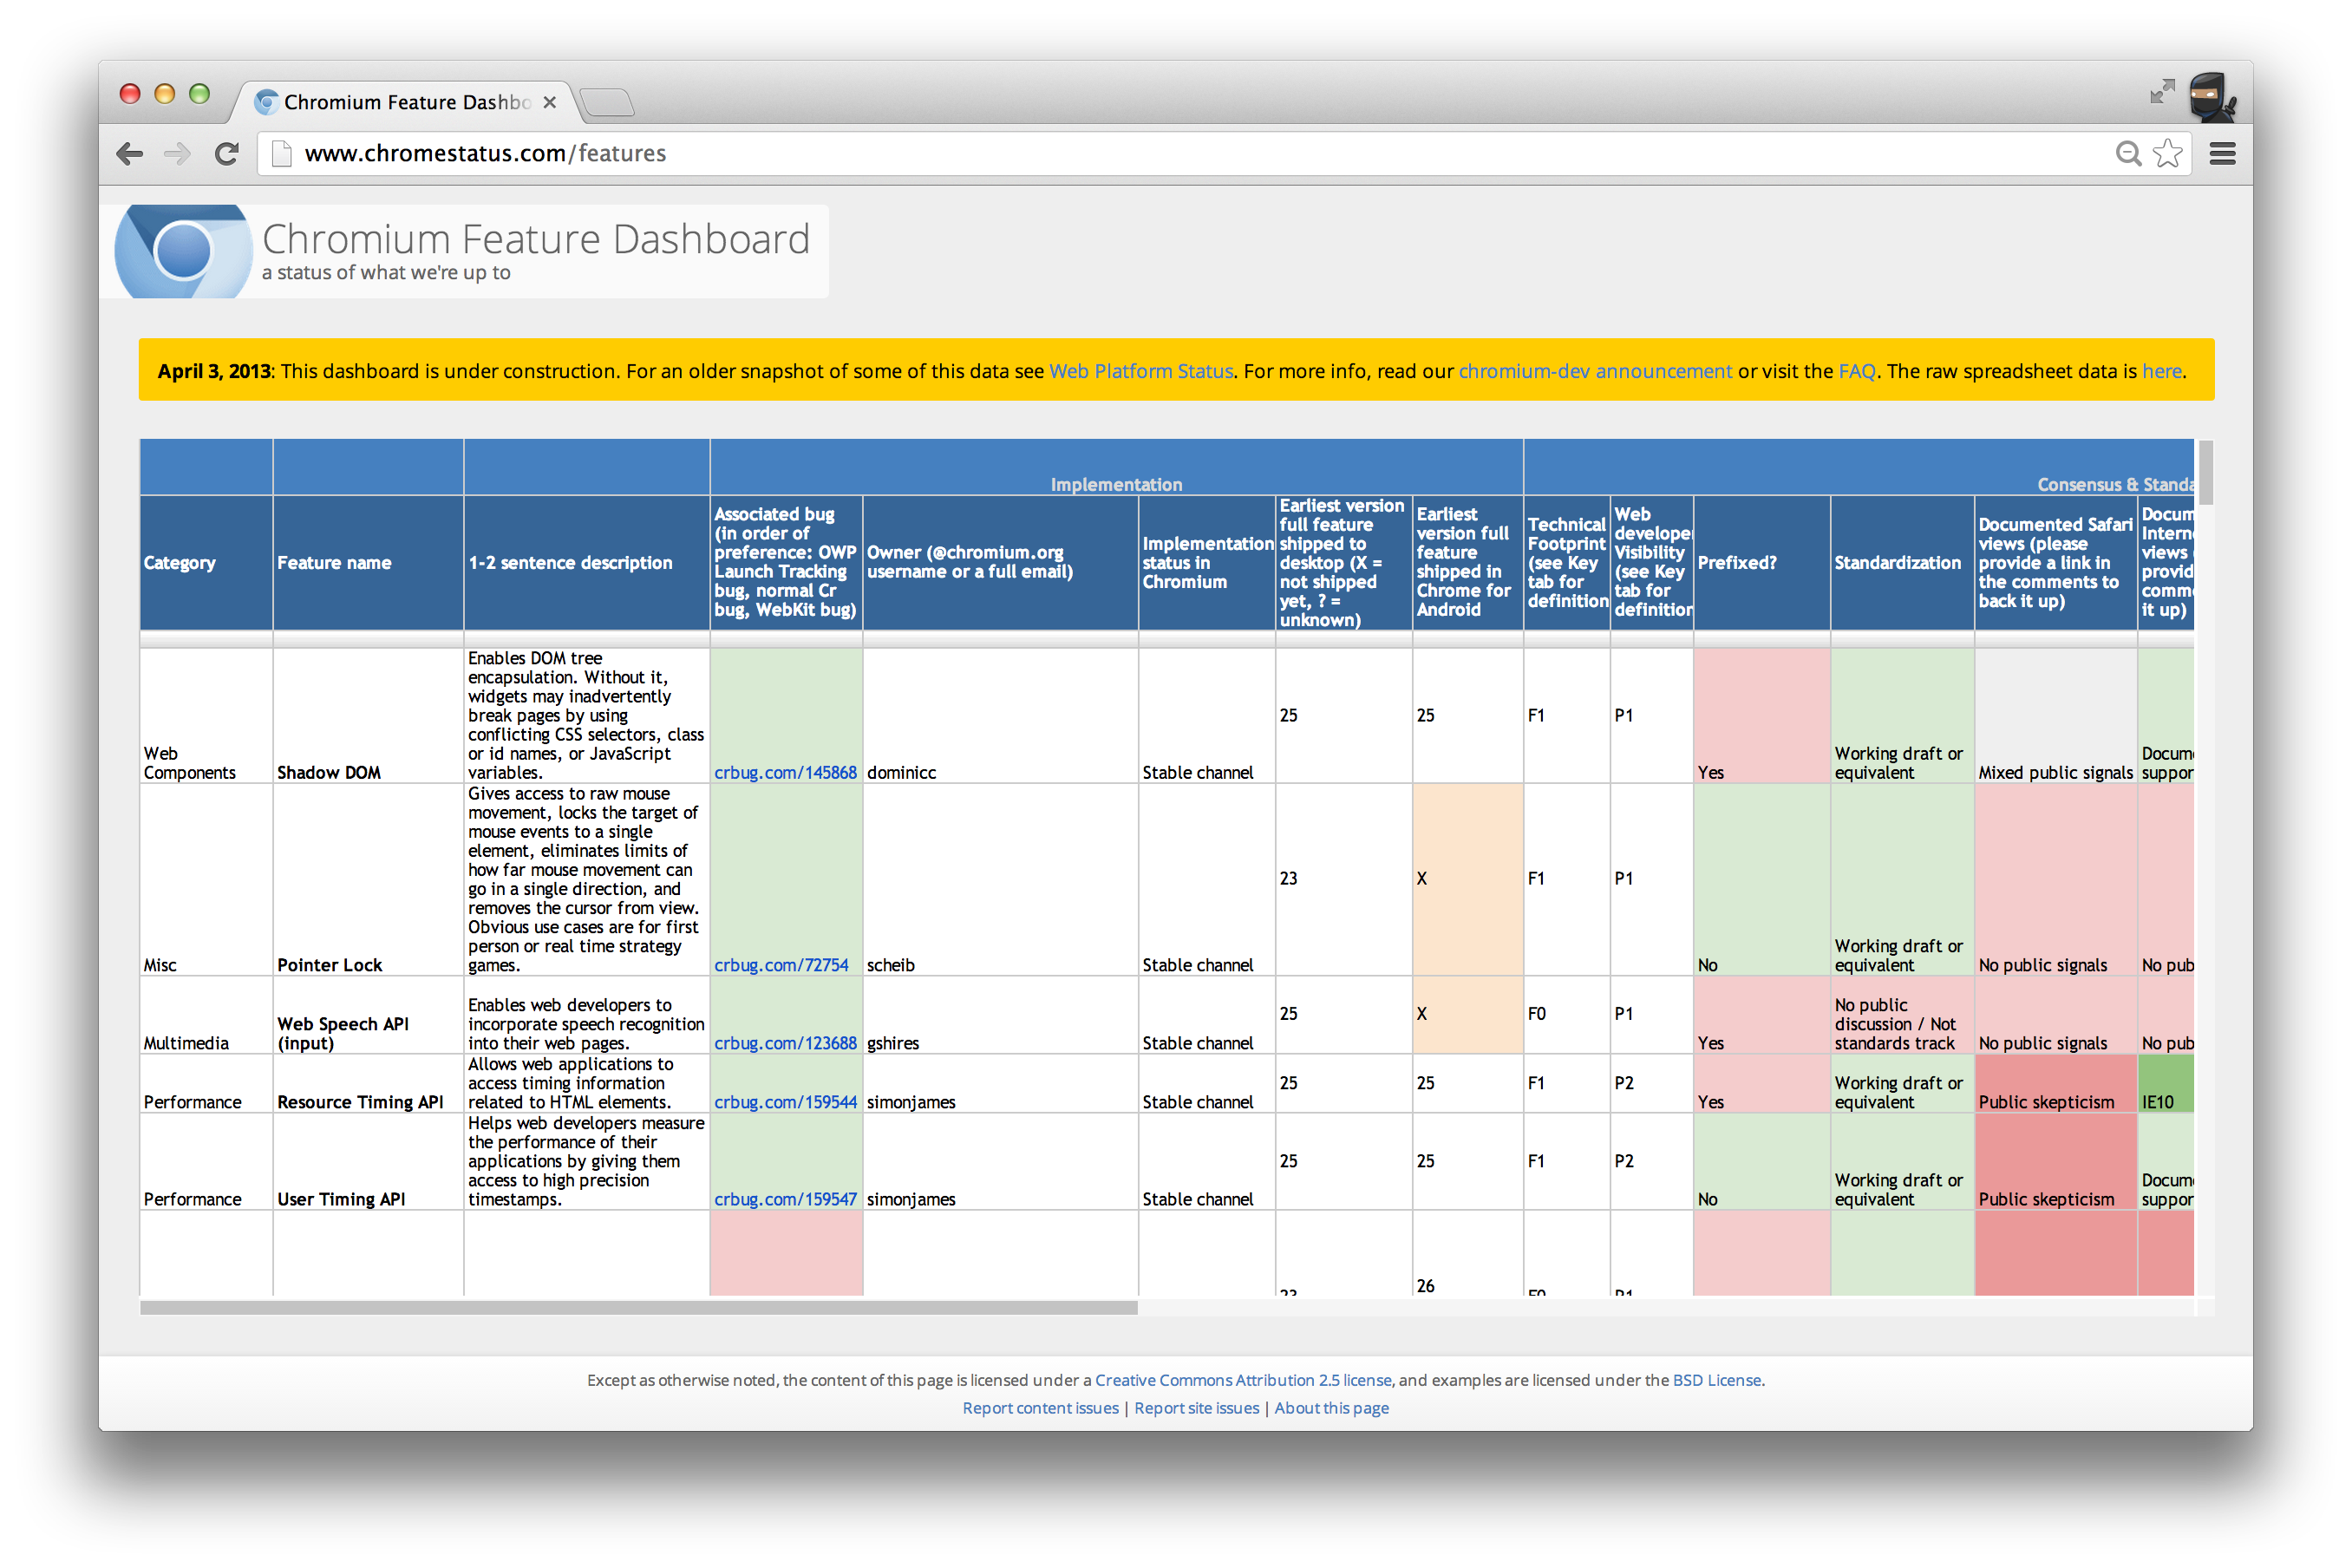 Chromium Feature Dashbo
www.chromestatus.com/features
Chromium Feature Dashboard
a status of what we're up to
April 3, 2013: This dashboard is under construction. For an older snapshot of some of this data see Web Platform Status. For more info, read our chromium-dev announcement or visit the FAQ. The raw spreadsheet data is here.
Implementation
Consensus & Standa
Category
Feature name
1-2 sentence description
Associated bug
(in order of
preference: OWP
Launch Tracking
bug, normal Cr
bug, WebKit bug)
Owner (@chromium.org
username or a full email)
Implementation
status in
Chromium
Earliest version
full feature
shipped to
desktop (X =
not shipped
yet, ? =
unknown)
Earliest
version full
feature
shipped in
Chrome for
Android
Technical
Footprint
(see Key
tab for
definition
Web
develope
Visibility
(see Key
tab for
definition
Prefixed?
Standardization
Documented Safari
views (please
provide a link in
the comments to
back it up)
Docum
Intern
views
provid
comm
it up)
Web
Components
Shadow DOM
Enables DOM tree
encapsulation. Without it,
widgets may inadvertently
break pages by using
conflicting CSS selectors, class
or id names, or JavaScript
variables.
crbug.com/145868
dominicc
Stable channel
25
25
F1
P1
Yes
Working draft or
equivalent
Mixed public signals
Docum
suppor
Misc
Pointer Lock
Gives access to raw mouse
movement, locks the target of
mouse events to a single
element, eliminates limits of
how far mouse movement can
go in a single direction, and
removes the cursor from view.
Obvious use cases are for first
person or real time strategy
games.
crbug.com/72754
scheib
Stable channel
23
X
F1
P1
No
Working draft or
equivalent
No public signals
No pub
Multimedia
Web Speech API
(input)
Enables web developers to
incorporate speech recognition
into their web pages.
crbug.com/123688
gshires
Stable channel
25
X
F0
P1
Yes
No public
discussion / Not
standards track
No public signals
No pub
Performance
Resource Timing API
Allows web applications to
access timing information
related to HTML elements.
crbug.com/159544
simonjames
Stable channel
25
25
F1
P2
Yes
Working draft or
equivalent
Public skepticism
IE10
Performance
User Timing API
Helps web developers measure
the performance of their
applications by giving them
access to high precision
timestamps.
crbug.com/159547
simonjames
Stable channel
25
25
F1
P2
No
Working draft or
equivalent
Public skepticism
Docum
suppor
26
Except as otherwise noted, the content of this page is licensed under a Creative Commons Attribution 2.5 license, and examples are licensed under the BSD License.
Report content issues | Report site issues | About this page